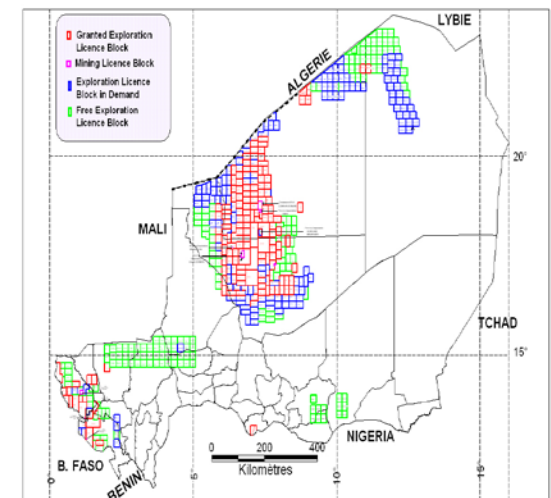 Granted Exploration
Licence Block
Mining Licence Block
Exploration Licence
Block in Demand
Free Exploration
Licence Block
LYBIE
ALGERIE
20'
MALI
TCHAD
15'
NIGERIA
B. FASO
BENIN
0 200 400
Kilomètres
0 5 10 15